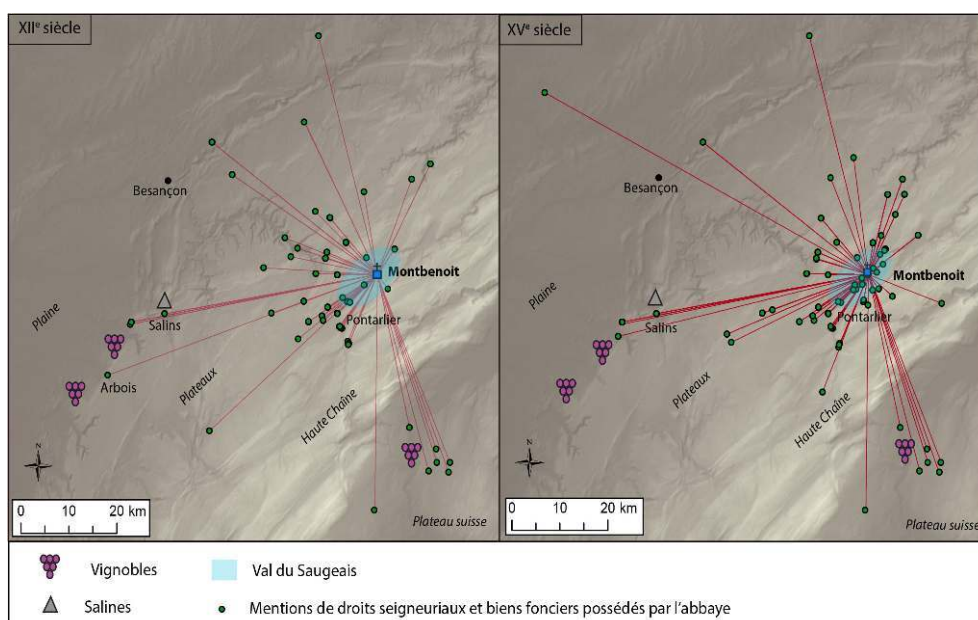 XIIe siècle
Besançon
Montbenoit
Plaine
Salins
Pontarlier
Arbois
Plateaux
Haute Chaîne
N
0 10 20 km
Plateau suisse
XVe siècle
Besançon
Montbenoit
Plaine
Salins
Pontarlier
Plateaux
Haute Chaîne
N
0 10 20 km
Plateau suisse
Vignobles
Val du Saugeais
Salines
Mentions de droits seigneuriaux et biens fonciers possédés par l'abbaye